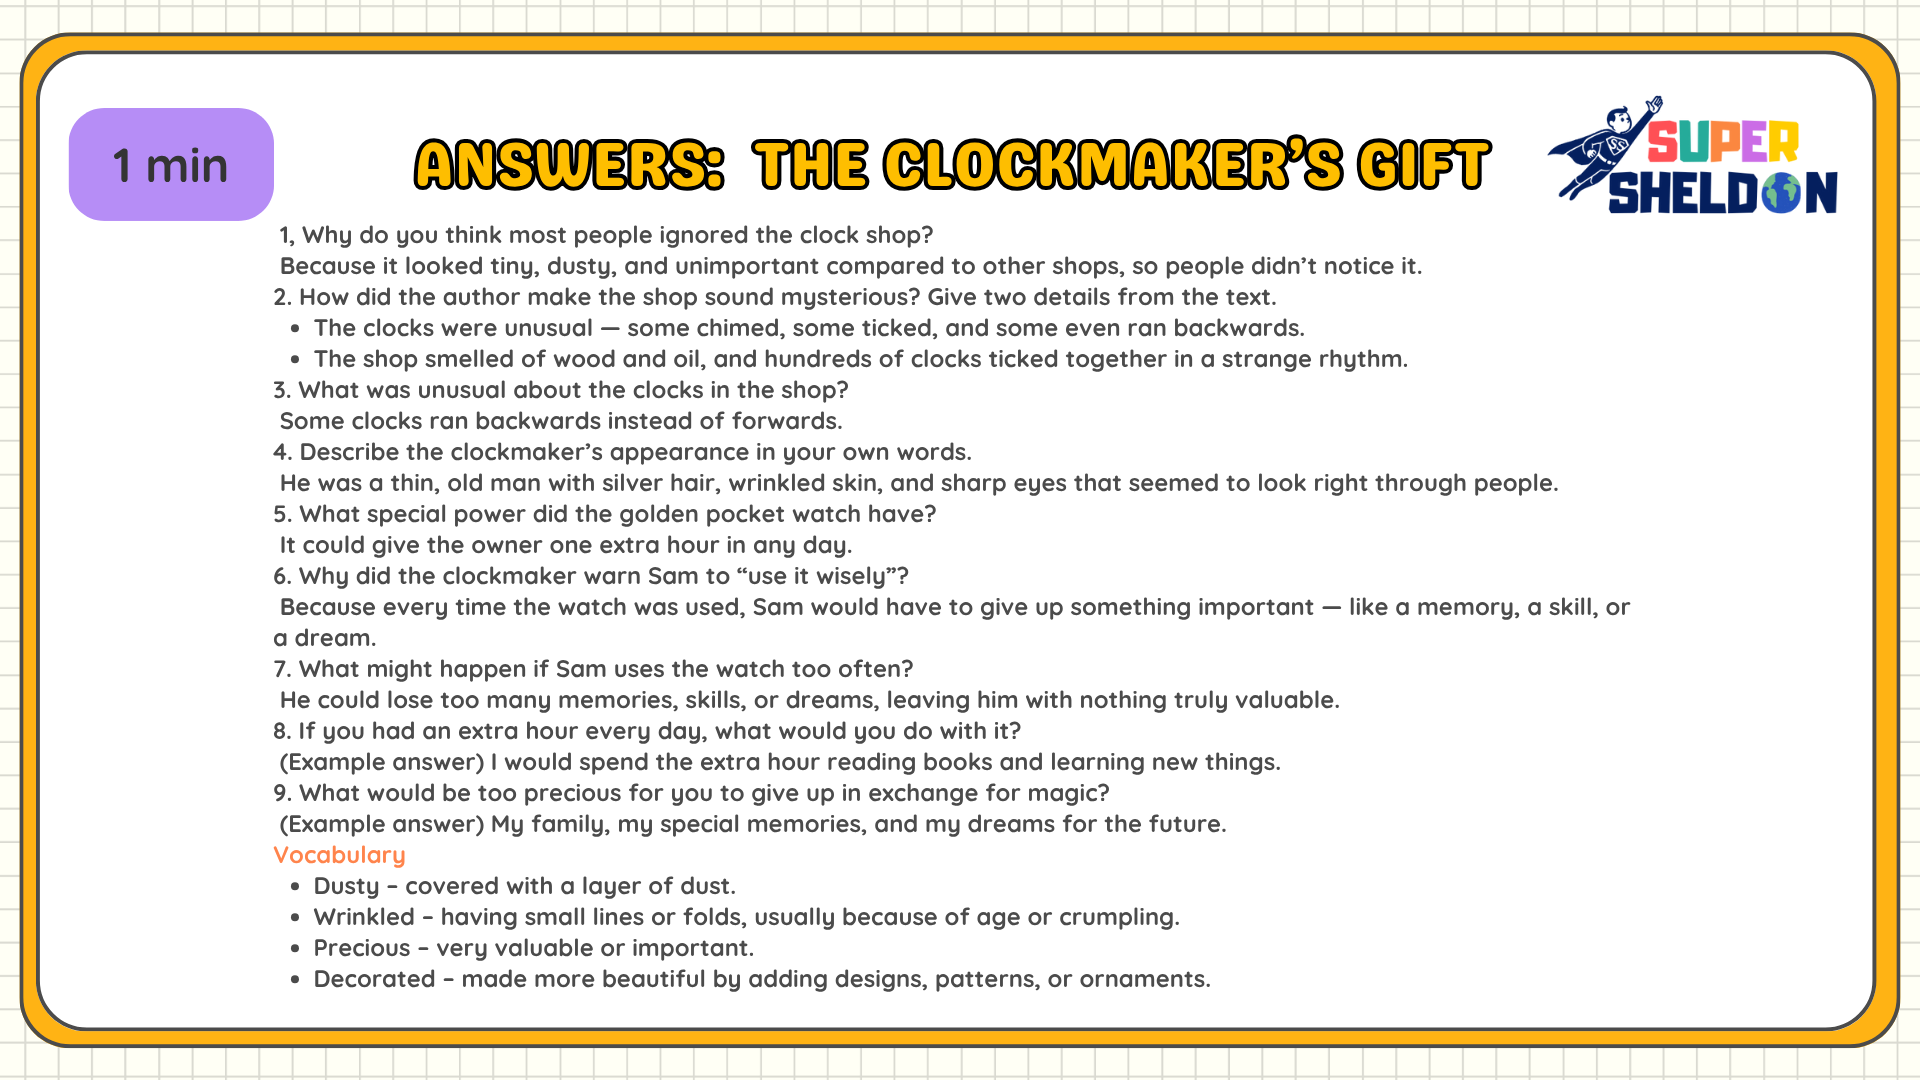 1 min
ANSWERS: THE CLOCKMAKER'S GIFT
SUPER
SHELDON
1, Why do you think most people ignored the clock shop?
Because it looked tiny, dusty, and unimportant compared to other shops, so people didn’t notice it.
2. How did the author make the shop sound mysterious? Give two details from the text.
• The clocks were unusual — some chimed, some ticked, and some even ran backwards.
• The shop smelled of wood and oil, and hundreds of clocks ticked together in a strange rhythm.
3. What was unusual about the clocks in the shop?
Some clocks ran backwards instead of forwards.
4. Describe the clockmaker’s appearance in your own words.
He was a thin, old man with silver hair, wrinkled skin, and sharp eyes that seemed to look right through people.
5. What special power did the golden pocket watch have?
It could give the owner one extra hour in any day.
6. Why did the clockmaker warn Sam to “use it wisely”?
Because every time the watch was used, Sam would have to give up something important — like a memory, a skill, or
a dream.
7. What might happen if Sam uses the watch too often?
He could lose too many memories, skills, or dreams, leaving him with nothing truly valuable.
8. If you had an extra hour every day, what would you do with it?
(Example answer) I would spend the extra hour reading books and learning new things.
9. What would be too precious for you to give up in exchange for magic?
(Example answer) My family, my special memories, and my dreams for the future.
Vocabulary
• Dusty – covered with a layer of dust.
• Wrinkled – having small lines or folds, usually because of age or crumpling.
• Precious – very valuable or important.
• Decorated – made more beautiful by adding designs, patterns, or ornaments.